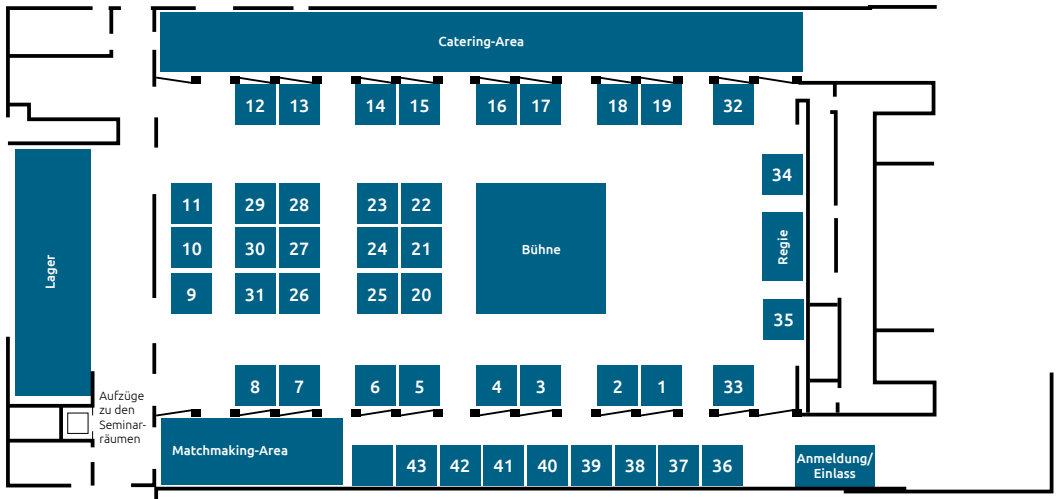 Catering-Area
12 13 14 15 16 17 18 19 32
34
11 29 28 23 22
10 30 27 24 21 Bühne Regie
Lager
9 31 26 25 20
35
8 7 6 5 4 3 2 1 33
Aufzüge
zu den
Seminar-
räumen
Matchmaking-Area
43 42 41 40 39 38 37 36
Anmeldung/
Einlass